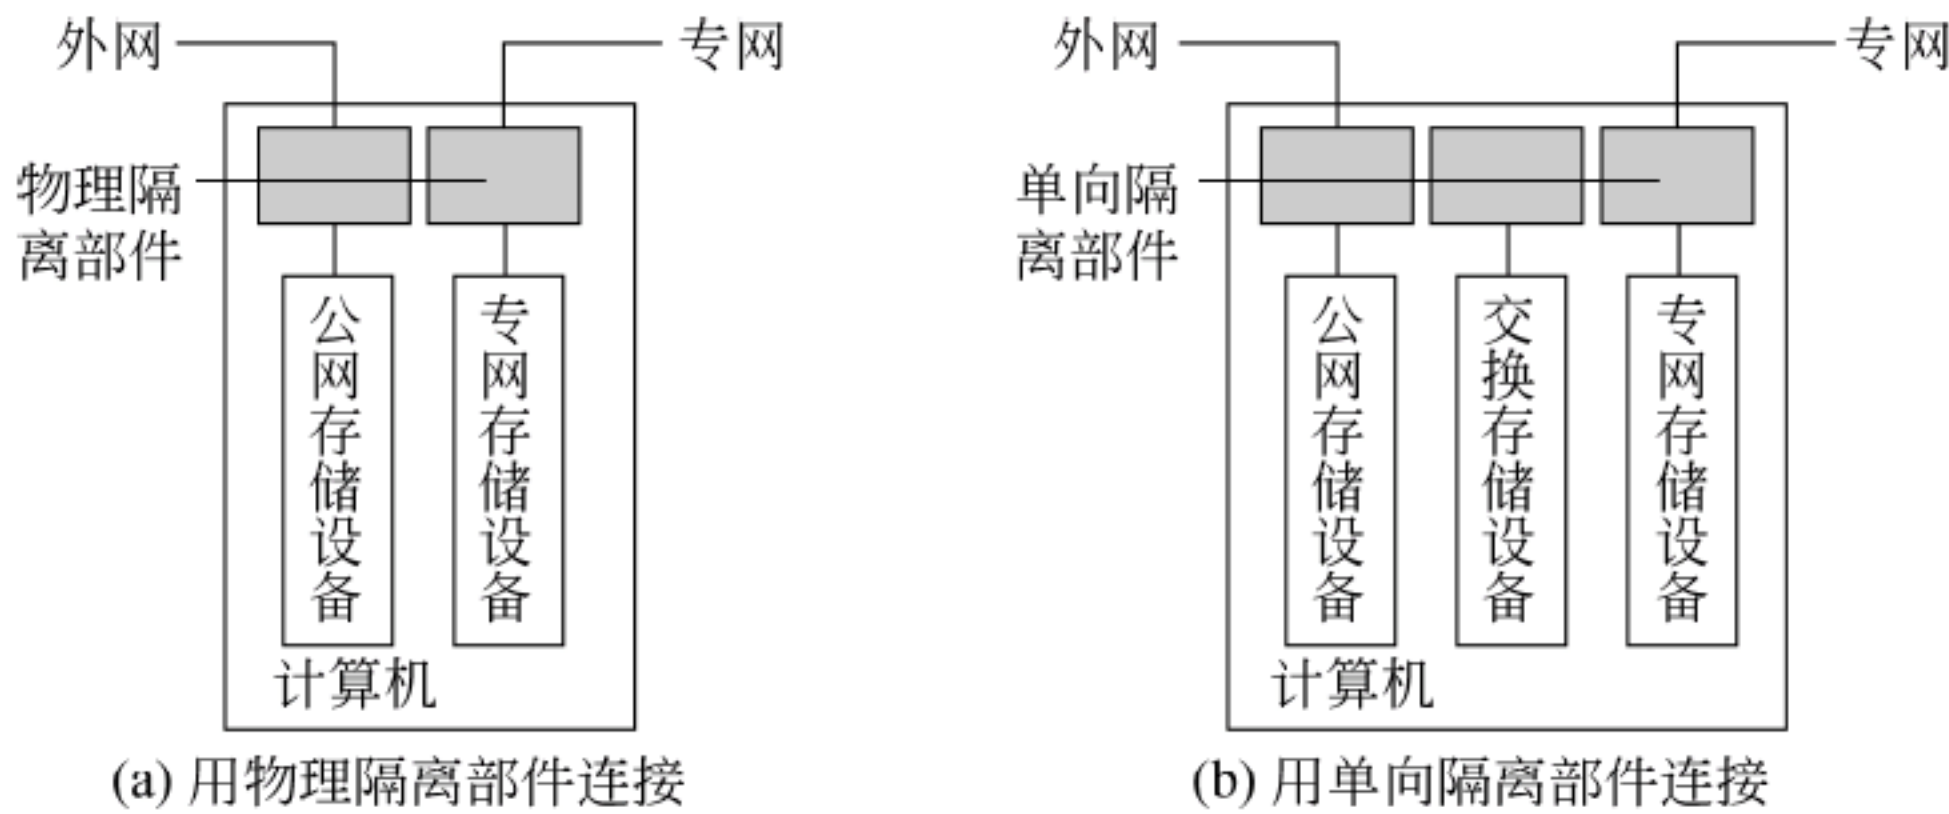 外网
专网
物理隔
离部件
公网存储设备
专网存储设备
计算机
(a) 用物理隔离部件连接
外网
专网
单向隔
离部件
公网存储设备
交换存储设备
专网存储设备
计算机
(b) 用单向隔离部件连接